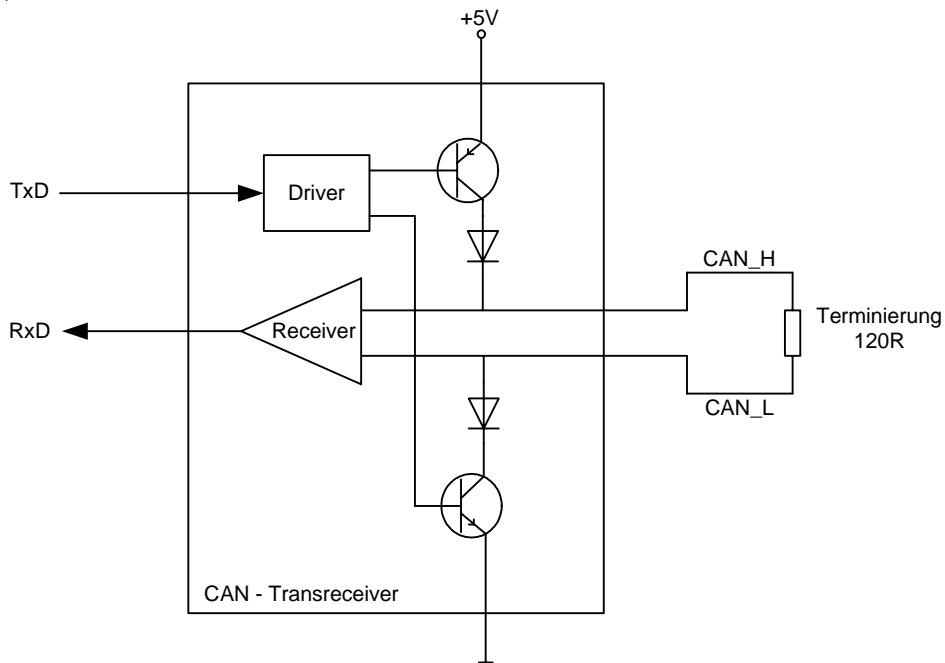 +5V
TxD
Driver
CAN_H
RxD
Receiver
Terminierung
120R
CAN_L
CAN - Transreceiver